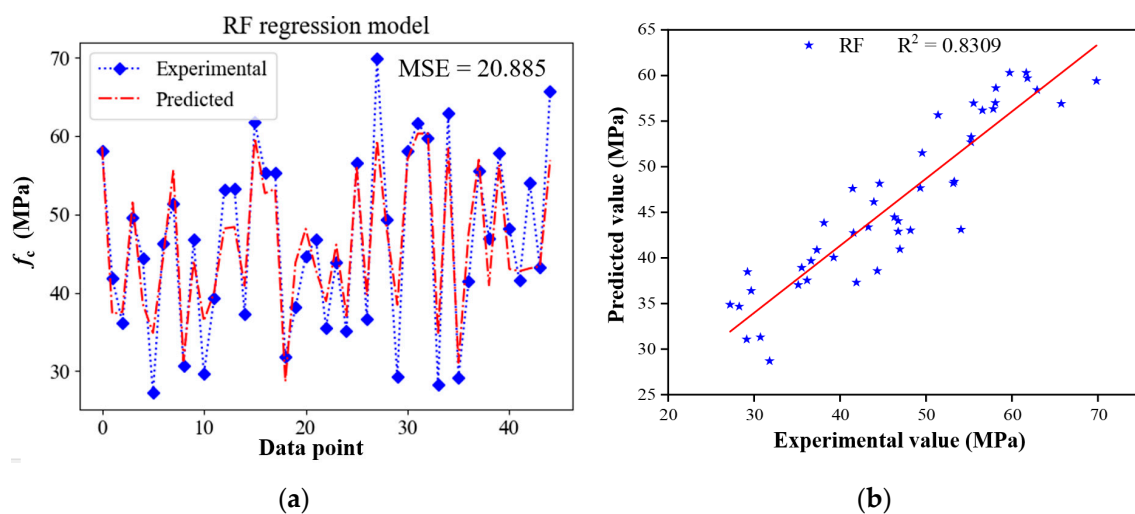 RF regression model
70
60
50
40
30
Experimental
Predicted
MSE = 20.885
fc (MPa)
0
10
20
30
40
Data point
(a)
65
60
55
50
45
40
35
30
25
RF R² = 0.8309
Predicted value (MPa)
20
30
40
50
60
70
Experimental value (MPa)
(b)